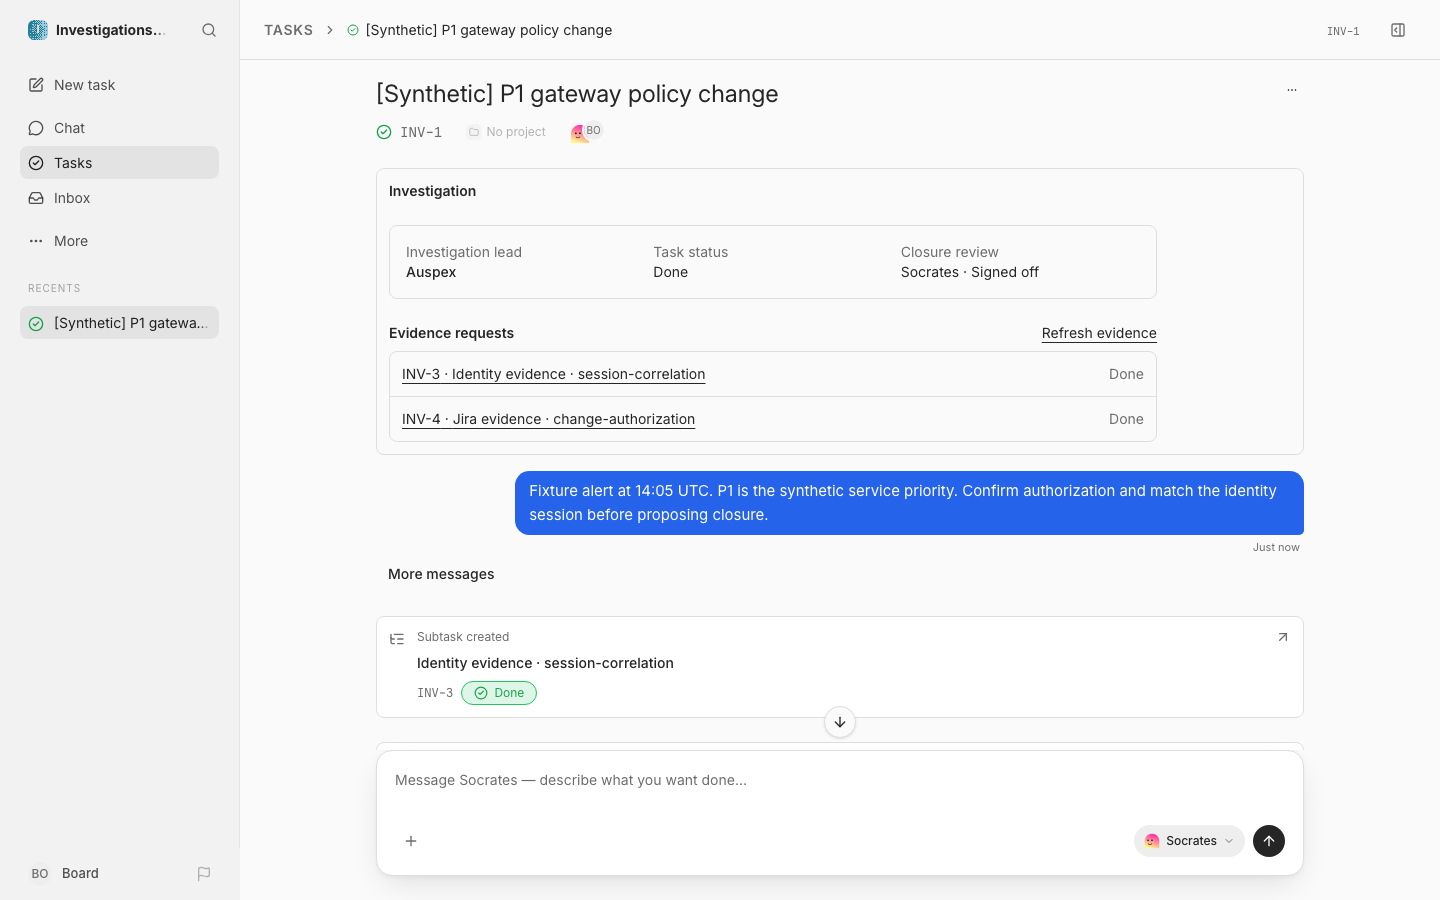 Investigations...
TASKS
[Synthetic] P1 gateway policy change
INV-1
New task
Chat
Tasks
Inbox
More
RECENTS
[Synthetic] P1 gatewa...
BO
Board
[Synthetic] P1 gateway policy change
...
INV-1
No project
BO
Investigation
Investigation lead
Auspex
Task status
Done
Closure review
Socrates · Signed off
Evidence requests
Refresh evidence
INV-3 · Identity evidence · session-correlation
Done
INV-4 · Jira evidence · change-authorization
Done
Fixture alert at 14:05 UTC. P1 is the synthetic service priority. Confirm authorization and match the identity
session before proposing closure.
Just now
More messages
Subtask created
Identity evidence · session-correlation
INV-3
Done
Message Socrates — describe what you want done...
Socrates